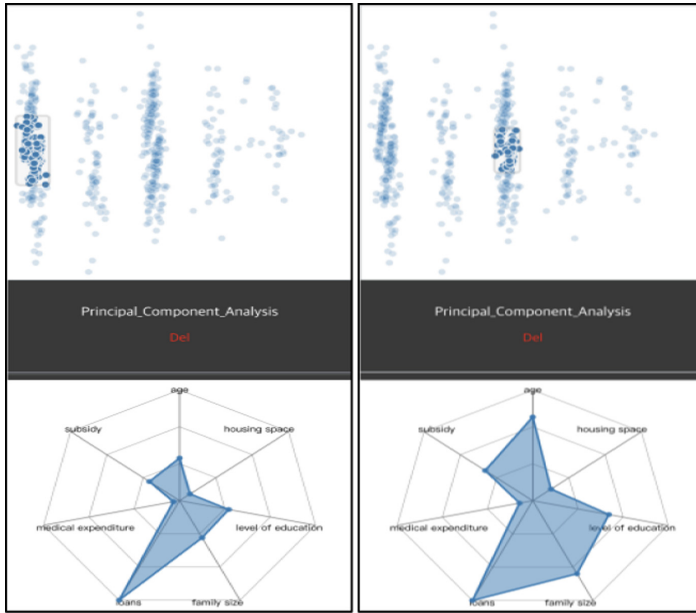 Principal_Component_Analysis
Del
age
subsidy
housing space
medical expenditure
level of education
loans
family size
Principal_Component_Analysis
Del
age
subsidy
housing space
medical expenditure
level of education
loans
family size